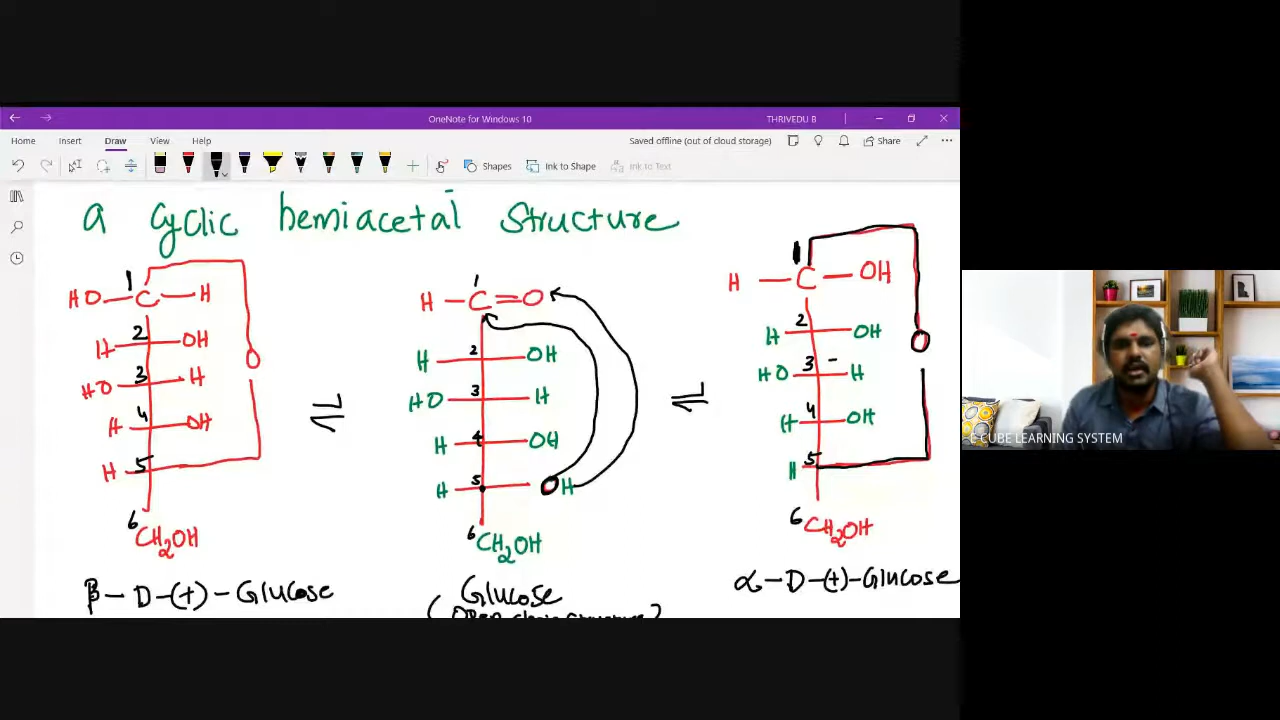 OneNote for Windows 10
THRIVEDU B
Home Insert Draw View Help
Saved offline (out of cloud storage)
Share
Shapes
Ink to Shape
Ink to Text
a cyclic hemiacetal structure
1
HO C H
2
H OH
O
3
HO H
4
H OH
H 5
6
CH2OH
β-D-(+)-Glucose
⇌
1
H C=O
H 2 OH
HO 3 H
H 4 OH
H 5 OH
6
CH2OH
Glucose
(Open chain structure)
⇌
1
H C OH
2
H OH
O
HO 3 H
4
H OH
5
H
6
CH2OH
α-D-(+)-Glucose
C CUBE LEARNING SYSTEM